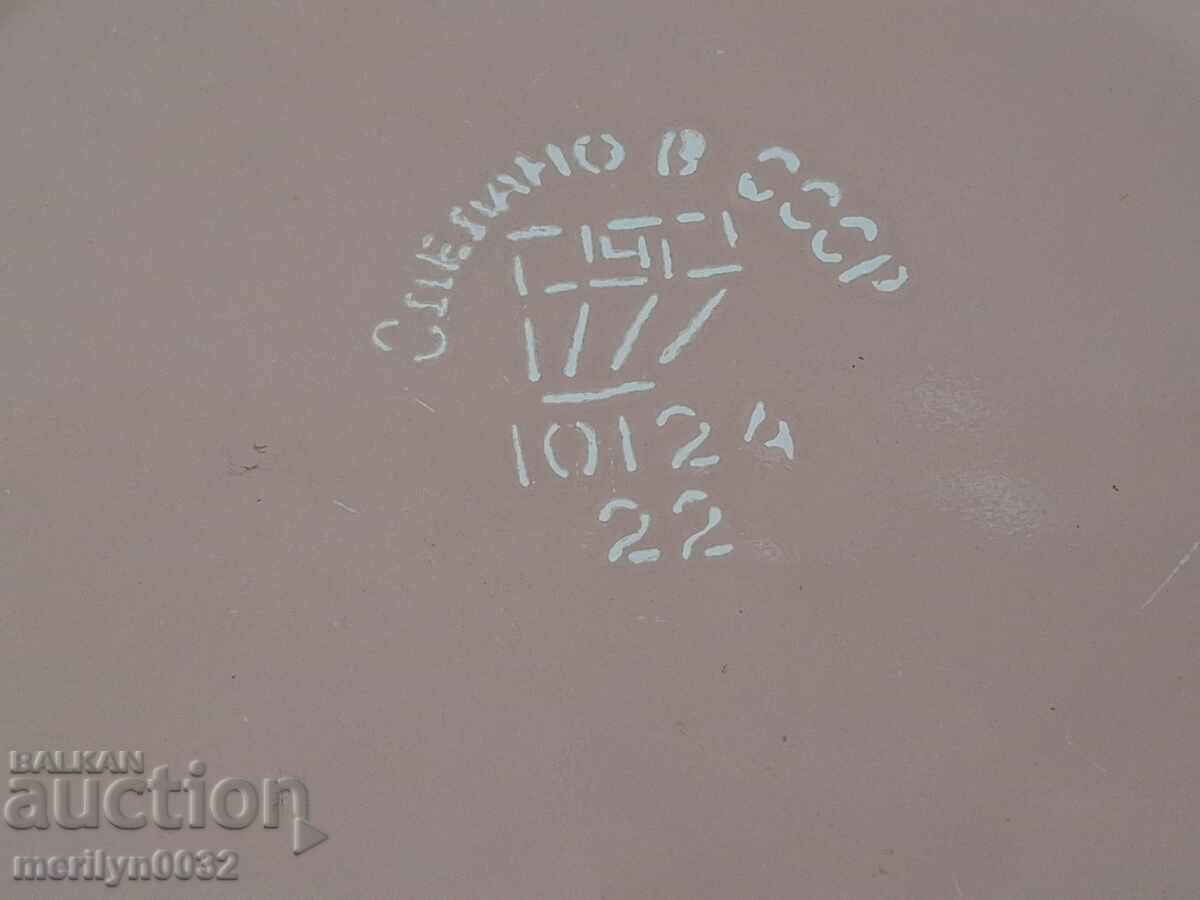 Сделано в СССР
Ч
10124
22
BALKAN
auction
merilyn0032